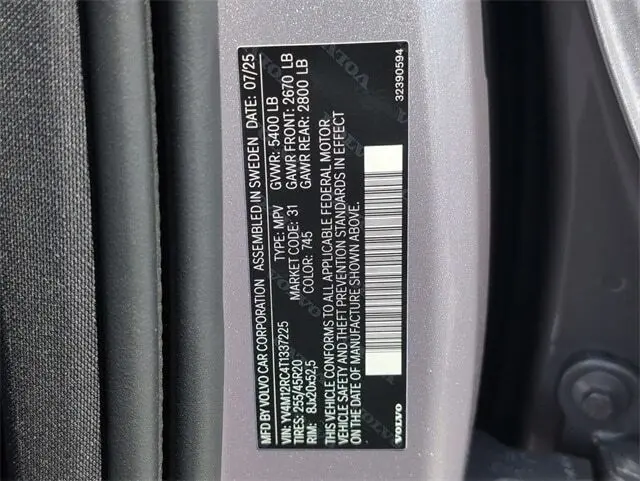 MFD BY VOLVO CAR CORPORATION ASSEMBLED IN SWEDEN DATE: 07/25
VIN: YV4M12RC4T1337225 TYPE: MPV GVWR: 5400 LB
TIRES: 255/45R20 MARKETCODE: 31 GAWR FRONT: 2670 LB
RIM: 8Jx20x52,5 COLOR: 745 GAWR REAR: 2800 LB
THIS VEHICLE CONFORMS TO ALL APPLICABLE FEDERAL MOTOR
VEHICLE SAFETY AND THEFT PREVENTION STANDARDS IN EFFECT
ON THE DATE OF MANUFACTURE SHOWN ABOVE.
VOLVO 32390594